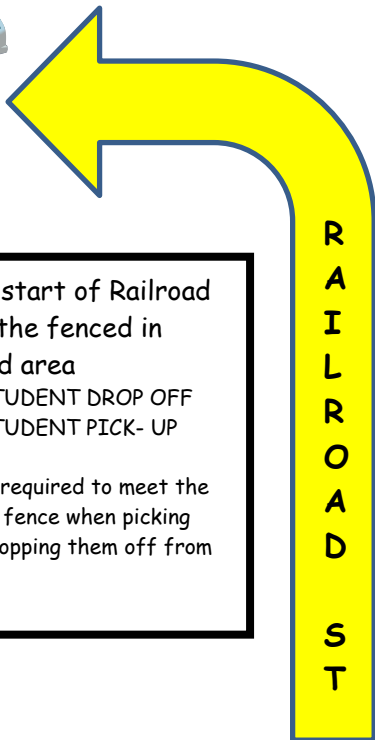 start of Railroad
the fenced in
d area
TUDENT DROP OFF
TUDENT PICK- UP
required to meet the
fence when picking
opping them off from
R
A
I
L
R
O
A
D
S
T